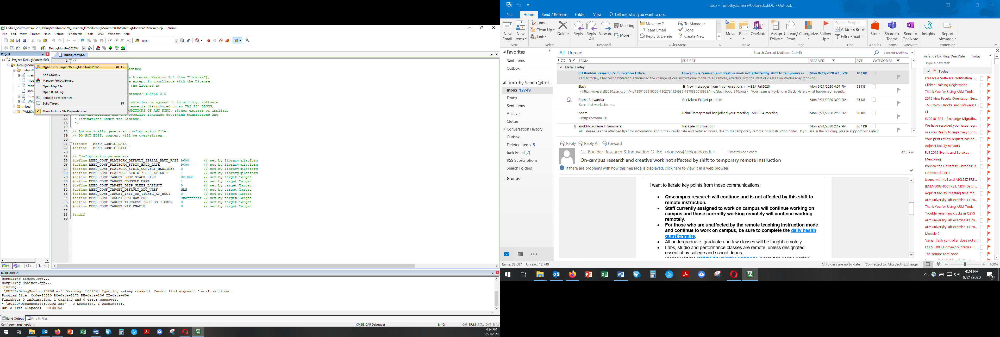 C:\Keil_v5\Projects\2020\DebugMonitor2020W_uvision6_kl25z\DebugMonitor2020W\DebugMonitor2020W.uvprojx - µVision
File Edit View Project Flash Debug Peripherals Tools SVCS Window Help
LED2
DebugMonitor2020W
Project
Project: DebugMonitor2020
DebugMonit
DebugM
main
mbe
Mon
share
timer
UART
mbed
PWMOu
Options for Target 'DebugMonitor2020W'... Alt+F7
Add Group...
Manage Project Items...
Open Map File
Open Build Log
Rebuild all target files
Build Target F7
Show Include File Dependencies
mbed_config.h
1 /*
imited
he License, Version 2.0 (the "License");
e except in compliance with the License.
f the License at
censes/LICENSE-2.0
cable law or agreed to in writing, software
cense is distributed on an "AS IS" BASIS,
ONDITIONS OF ANY KIND, either express or implied.
14 * See the License for the specific language governing permissions and
15 * limitations under the License.
16 */
17
18 // Automatically generated configuration file.
19 // DO NOT EDIT, content will be overwritten.
20
21 #ifndef __MBED_CONFIG_DATA__
22 #define __MBED_CONFIG_DATA__
23
24 // Configuration parameters
25 #define MBED_CONF_PLATFORM_DEFAULT_SERIAL_BAUD_RATE 9600 // set by library:platform
26 #define MBED_CONF_PLATFORM_STDIO_BAUD_RATE 9600 // set by library:platform
27 #define MBED_CONF_PLATFORM_STDIO_CONVERT_NEWLINES 0 // set by library:platform
28 #define MBED_CONF_PLATFORM_STDIO_FLUSH_AT_EXIT 1 // set by library:platform
29 #define MBED_CONF_TARGET_BOOT_STACK_SIZE 0x1000 // set by target:Target
30 #define MBED_CONF_TARGET_CONSOLE_UART 1 // set by target:Target
31 #define MBED_CONF_TARGET_DEEP_SLEEP_LATENCY 0 // set by target:Target
32 #define MBED_CONF_TARGET_DEFAULT_ADC_VREF NAN // set by target:Target
33 #define MBED_CONF_TARGET_INIT_US_TICKER_AT_BOOT 0 // set by target:Target
34 #define MBED_CONF_TARGET_MPU_ROM_END 0x0fffffff // set by target:Target
35 #define MBED_CONF_TARGET_TICKLESS_FROM_US_TICKER 0 // set by target:Target
36 #define MBED_CONF_TARGET_XIP_ENABLE 0 // set by target:Target
37
38 #endif
39
Pr... B... {} F... Te...
Build Output
compiling timer0.cpp...
compiling Monitor.cpp...
linking...
.\BUILD\DebugMonitor2020W.axf: Warning: L6320W: Ignoring --keep command. Cannot find argument 'os_cb_sections'.
Program Size: Code=20320 RO-data=2172 RW-data=136 ZI-data=604
Finished: 0 information, 1 warning and 0 error messages.
".\BUILD\DebugMonitor2020W.axf" - 0 Error(s), 1 Warning(s).
Build Time Elapsed: 00:00:02
Build Output Find In Files
Configure target options CMSIS-DAP Debugger L:1 C:1 CAP NUM SCRL OVR R/W
4:24 PM
9/21/2020
Inbox - Timothy.Scherr@Colorado.EDU - Outlook
File Home Send / Receive Folder View Tell me what you want to do...
New Email
New Items
New
Ignore
Clean Up
Junk
Delete
Delete
Reply
Reply All
Forward
Meeting
More
Respond
Move to: ?
Team Email
Reply & Delete
To Manager
Done
Create New
Quick Steps
Move
Rules
OneNote
Move
Assign Policy
Unread/ Read
Categorize
Follow Up
Tags
Search People
Address Book
Filter Email
Find
Store
Add-ins
Share to Teams
Teams
Send to OneNote
OneNote
Insights
Report Message
Protection
Favorites
Sent Items
Outbox
Timothy.Scherr@Col...
Inbox 12749
Drafts
Sent Items
Archive
Clutter
Conversation History
Outbox
Deleted Items 3
Junk Email [7]
RSS Subscriptions
Search Folders
Groups
All Unread
Search Current Mailbox (Ctrl+E) Current Mailbox
FROM SUBJECT RECEIVED SIZE CATEGORIES
Date: Today
CU Boulder Research & Innovation Office On-campus research and creative work not affected by shift to temporary re... Mon 9/21/2020 4:15 PM 107 KB
Earlier today, Chancellor DiStefano announced the change of our instructional mode to all remote, effective with the start of classes on Wednesday morning.
Slack New messages from 1 conversations in MESA_Fall2020 Mon 9/21/2020 4:01 PM 98 KB
<https://mesafall2020.slack.com/x-p1330162319505-1302794124935-1378335613923/img/slack_logo_240.png> Your team is working in Slack. Here's what happened recently.
Rucha Borwankar Re: Mbed Export problem Mon 9/21/2020 3:00 PM 85 KB
Sure, that works for me.
Zoom Rahul Ramaprasad has joined your meeting - 5863 SA meeting Mon 9/21/2020 2:56 PM 68 KB
<https://zoom.us>
engbldg (Cherie H Summers) Re: Cafe Information Mon 9/21/2020 2:19 PM 367 KB
All, Please see the attached flyer for information about the Gravity café and reduced hours, due to the temporary remote-only instruction order. If you are in the building, please support our Café if
Reply Reply All Forward
CU Boulder Research & Innovation Office <rionews@colorado.edu> Timothy Lee Scherr 4:15 PM
On-campus research and creative work not affected by shift to temporary remote instruction
If there are problems with how this message is displayed, click here to view it in a web browser.
I want to iterate key points from these communications:
• On-campus research will continue and is not affected by this shift to
remote instruction.
• Staff currently assigned to work on campus will continue working on
campus and those currently working remotely will continue working
remotely.
• For those who are unaffected by the remote teaching instruction mode
and continue to work on campus, be sure to complete the daily health
questionnaire.
• All undergraduate, graduate and law classes will be taught remotely
• Labs, studio and performance classes are remote, unless designated
essential by college and school deans.
Please visit the COVID-19 updates webpage, which has been updated
Arrange by: Flag: Due Date Today
Type a new task
Today
Freescale Software Notification- ...
Clicker Training Registration
Thank You for Using ARM Tools
2015 New Faculty Orientation Sur...
TN 525266: Books and software: I...
Ci
INC0181804 - Exchange Migratio...
We have resolved your issue reg...
Are you Ready to Improve your F...
Your print review request has be...
Adjunct faculty network
Fall 2015 Events and Services
Mentoring
Preview the University Libraries; R...
Homework Set-B
Isuues with Keil and MKL25Z FRE...
[ECEN5003-800] KEIL MDK Gettin...
Adjunct faculty: meeting time mo...
Arm university lab exercise #1 co...
Thank You for Using ARM Tools
Trouble renaming clocks in QSYS
Arm university lab exercise #1 co...
Arm university lab exercise #1 co...
Module 2
"serial_flash_controller does not s...
ECEN 5003_Homework grades - I...
The square root code
Items: 38,687 Unread: 12,749 All folders are up to date. Connected to: Microsoft Exchange 100%
4:24 PM
9/21/2020
9